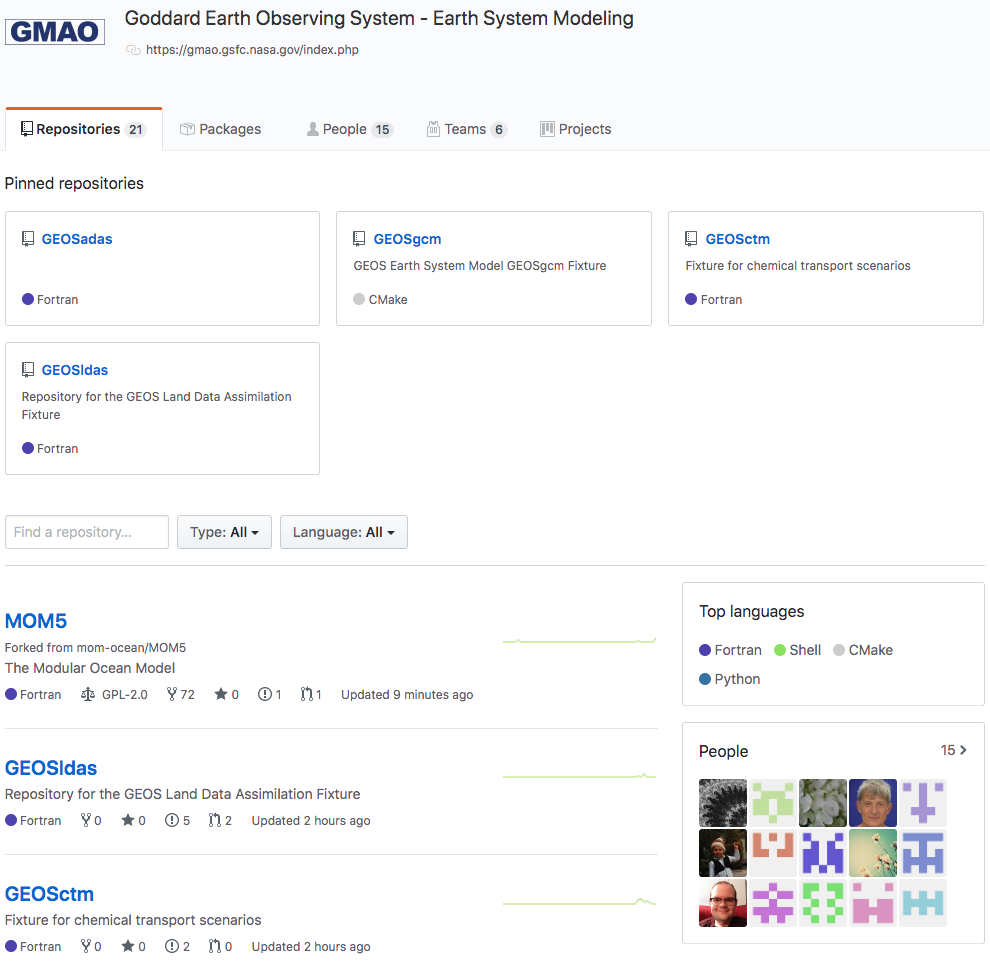 GMAO
Goddard Earth Observing System - Earth System Modeling
https://gmao.gsfc.nasa.gov/index.php
Repositories 21 Packages People 15 Teams 6 Projects
Pinned repositories
GEOSadas
Fortran
GEOSgcm
GEOS Earth System Model GEOSgcm Fixture
CMake
GEOSctm
Fixture for chemical transport scenarios
Fortran
GEOSldas
Repository for the GEOS Land Data Assimilation
Fixture
Fortran
Find a repository... Type: All Language: All
MOM5
Forked from mom-ocean/MOM5
The Modular Ocean Model
Fortran GPL-2.0 72 0 1 1 Updated 9 minutes ago
GEOSldas
Repository for the GEOS Land Data Assimilation Fixture
Fortran 0 0 5 2 Updated 2 hours ago
GEOSctm
Fixture for chemical transport scenarios
Fortran 0 0 2 0 Updated 2 hours ago
Top languages
Fortran Shell CMake
Python
People 15